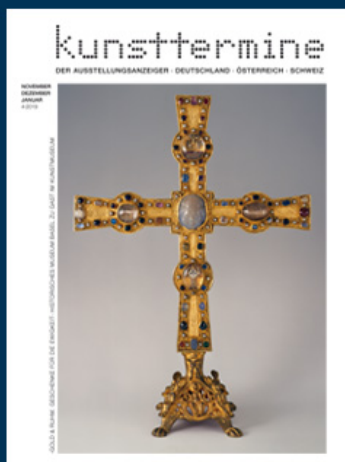 kunsttermine
DER AUSSTELLUNGSANZEIGER · DEUTSCHLAND · ÖSTERREICH · SCHWEIZ
NOVEMBER
DEZEMBER
JANUAR
4·2019
›GOLD & RUHM. GESCHENKE FÜR DIE EWIGKEIT‹ HISTORISCHES MUSEUM BASEL ZU GAST IM KUNSTMUSEUM